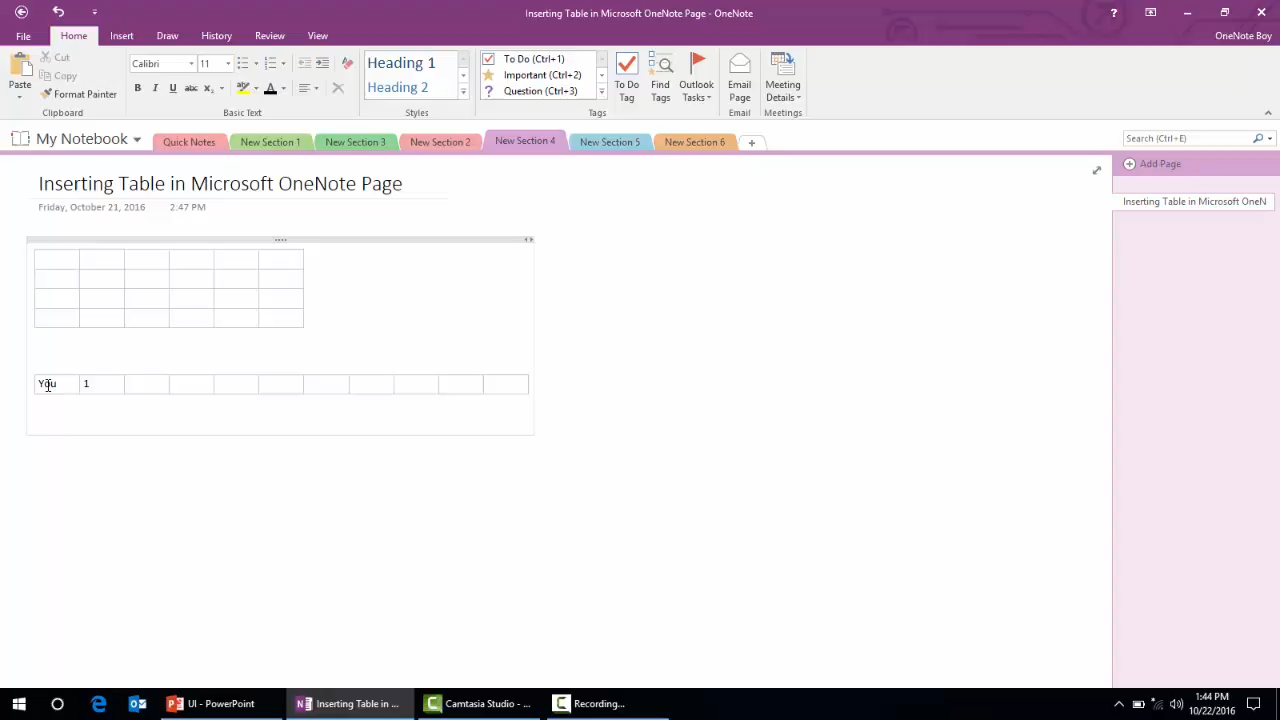 Inserting Table in Microsoft OneNote Page - OneNote
?
File Home Insert Draw History Review View
OneNote Boy
Paste
Cut
Copy
Format Painter
Clipboard
Calibri 11
B I U abc x₂ A
Basic Text
Heading 1
Heading 2
Styles
To Do (Ctrl+1)
Important (Ctrl+2)
? Question (Ctrl+3)
Tags
To Do
Tag
Find
Tags
Outlook
Tasks
Email
Page
Email
Meeting
Details
Meetings
My Notebook
Quick Notes New Section 1 New Section 3 New Section 2 New Section 4 New Section 5 New Section 6 +
Search (Ctrl+E)
Add Page
Inserting Table in Microsoft OneN
Inserting Table in Microsoft OneNote Page
Friday, October 21, 2016 2:47 PM
You 1
UI - PowerPoint
Inserting Table in ...
Camtasia Studio - ...
Recording...
1:44 PM
10/22/2016